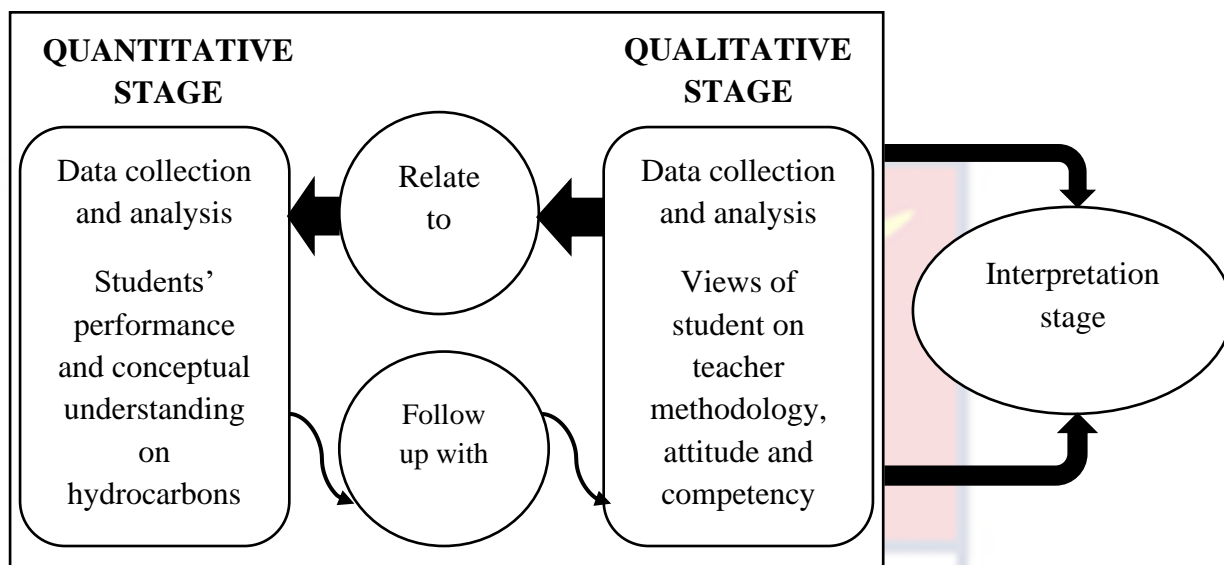 QUANTITATIVE
STAGE
Data collection
and analysis
Students’
performance
and conceptual
understanding
on
hydrocarbons
Relate
to
Follow
up with
QUALITATIVE
STAGE
Data collection
and analysis
Views of
student on
teacher
methodology,
attitude and
competency
Interpretation
stage